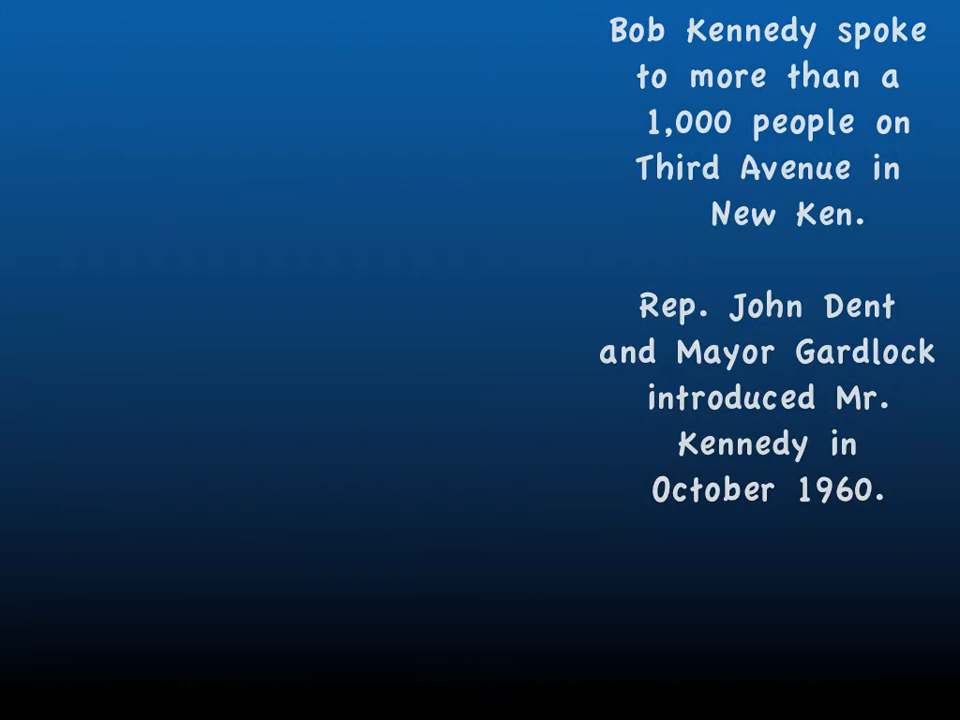 Bob Kennedy spoke
to more than a
1,000 people on
Third Avenue in
New Ken.
Rep. John Dent
and Mayor Gardlock
introduced Mr.
Kennedy in
October 1960.